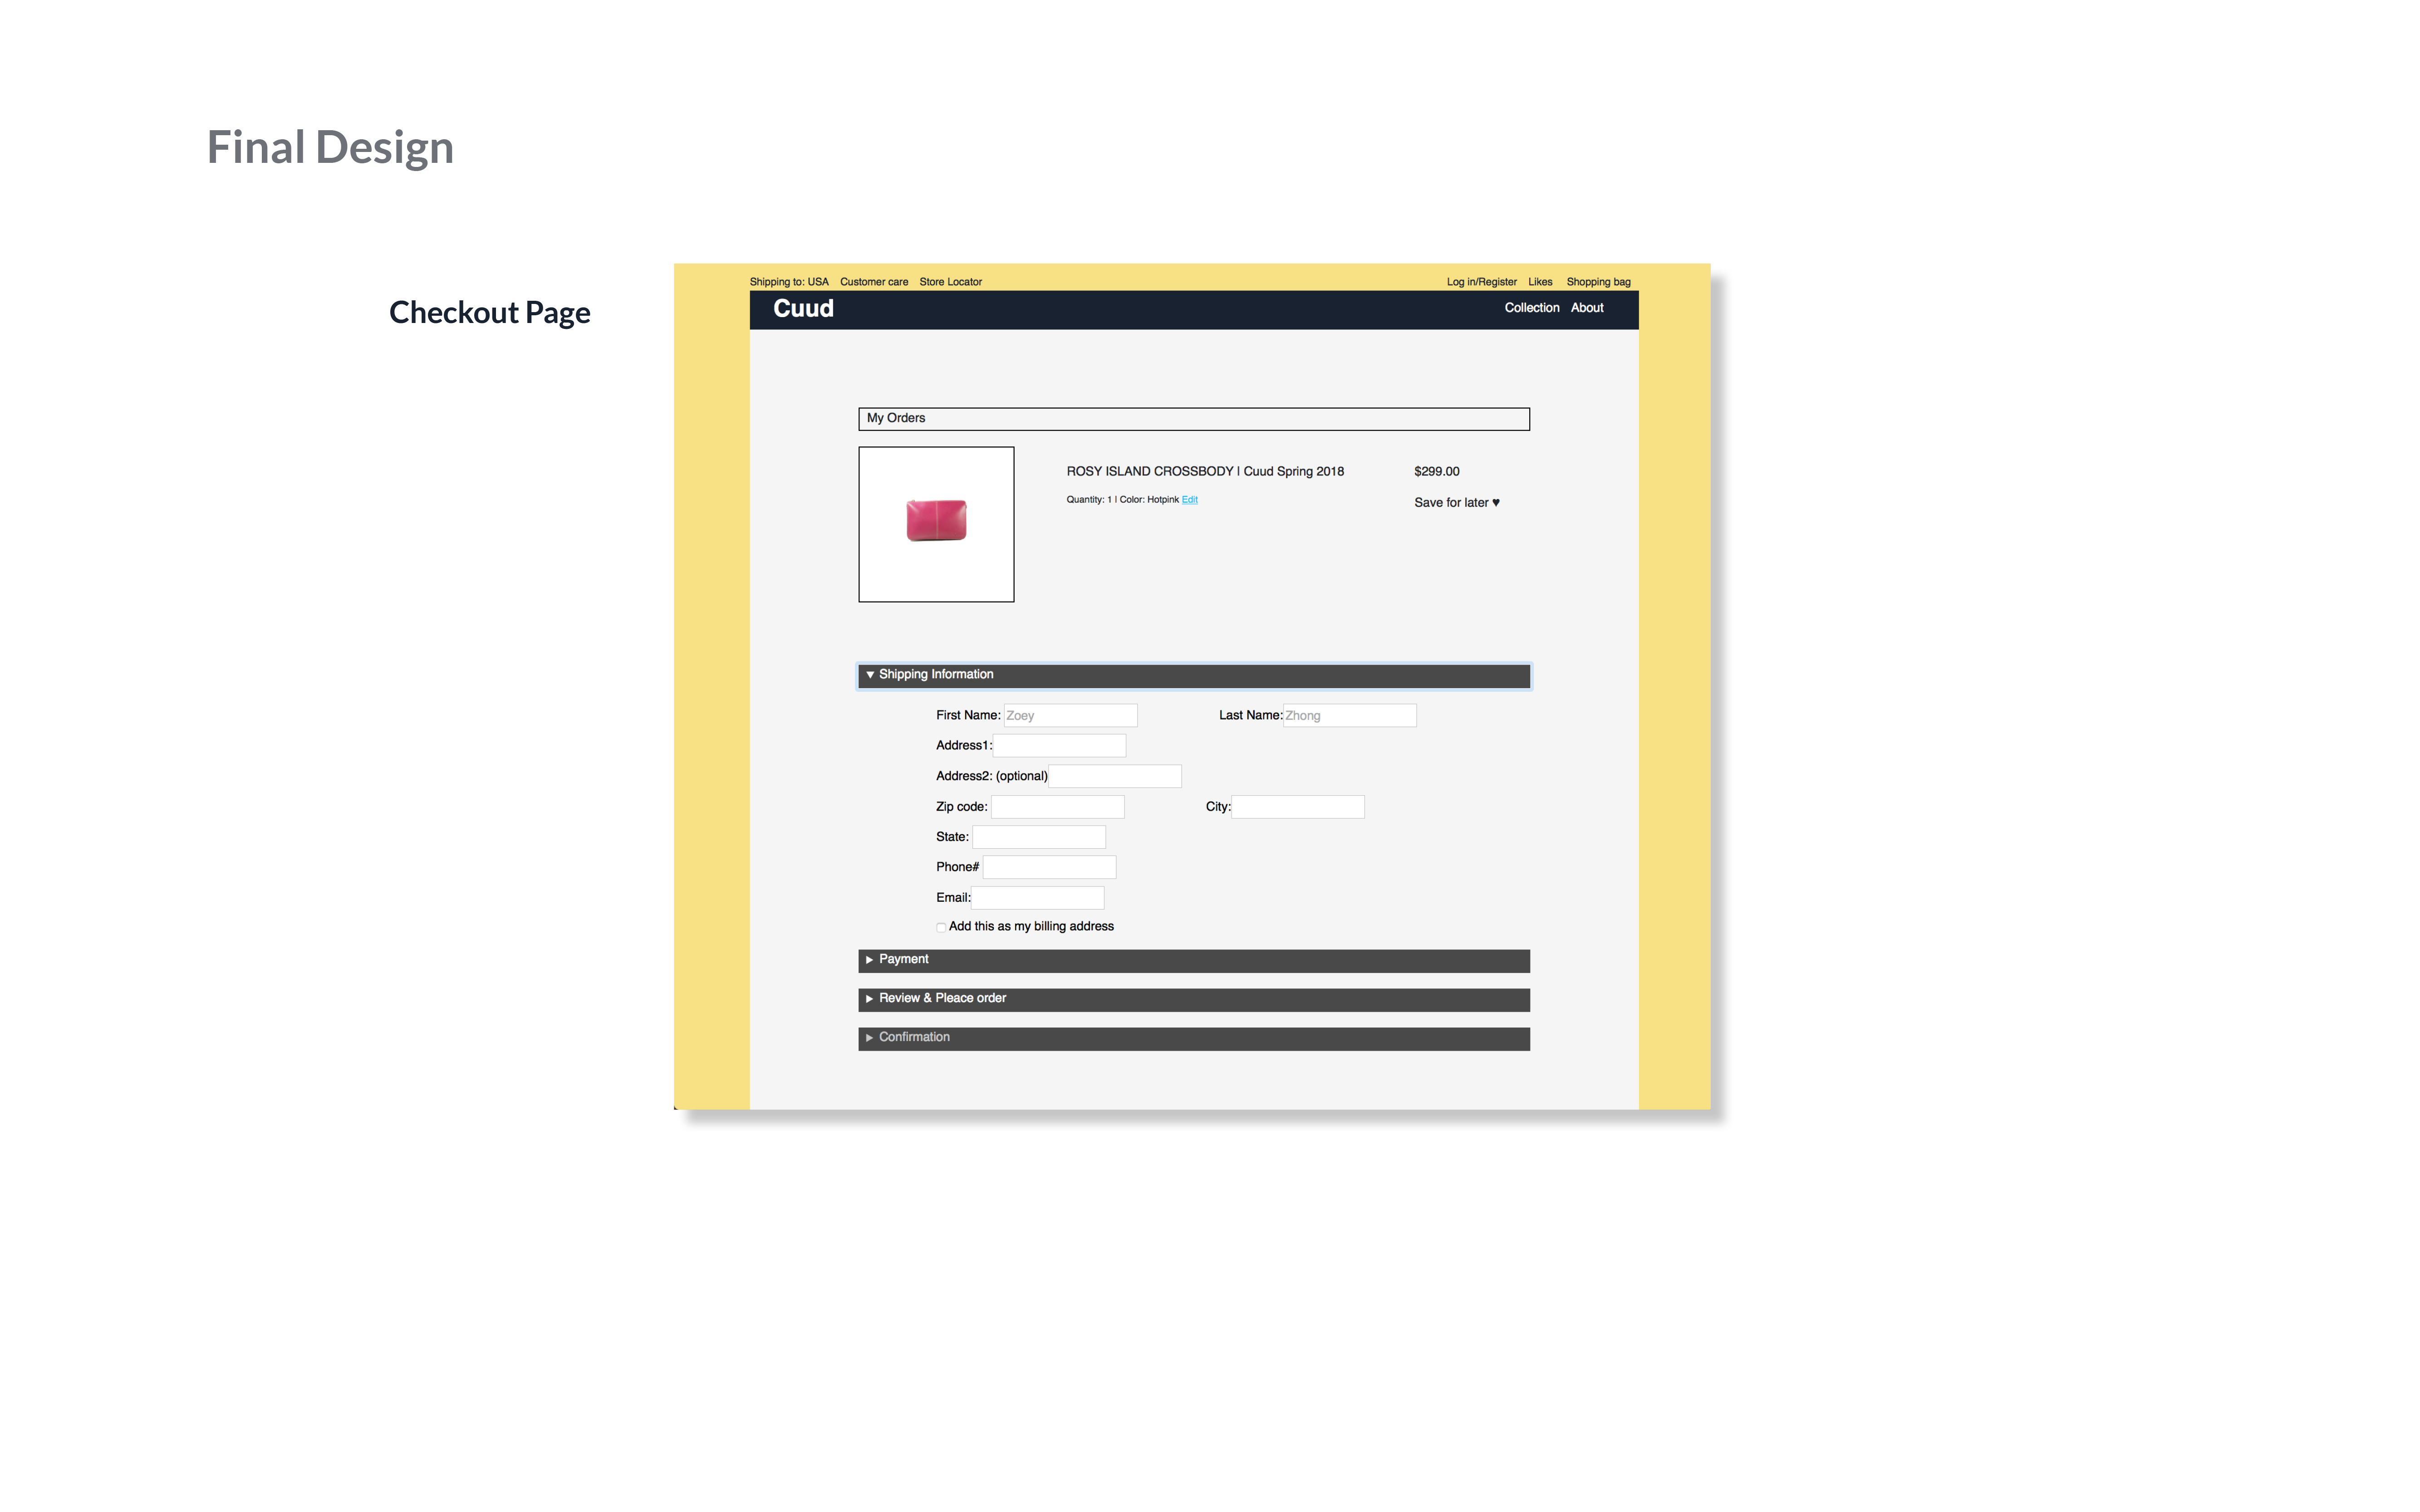 Final Design
Checkout Page
Shipping to: USA Customer care Store Locator Log in/Register Likes Shopping bag
Cuud Collection About
My Orders
ROSY ISLAND CROSSBODY | Cuud Spring 2018 $299.00
Quantity: 1 | Color: Hotpink Edit
Save for later ♥
▼ Shipping Information
First Name: Zoey Last Name: Zhong
Address1:
Address2: (optional)
Zip code: City:
State:
Phone#
Email:
Add this as my billing address
▶ Payment
▶ Review & Pleace order
▶ Confirmation